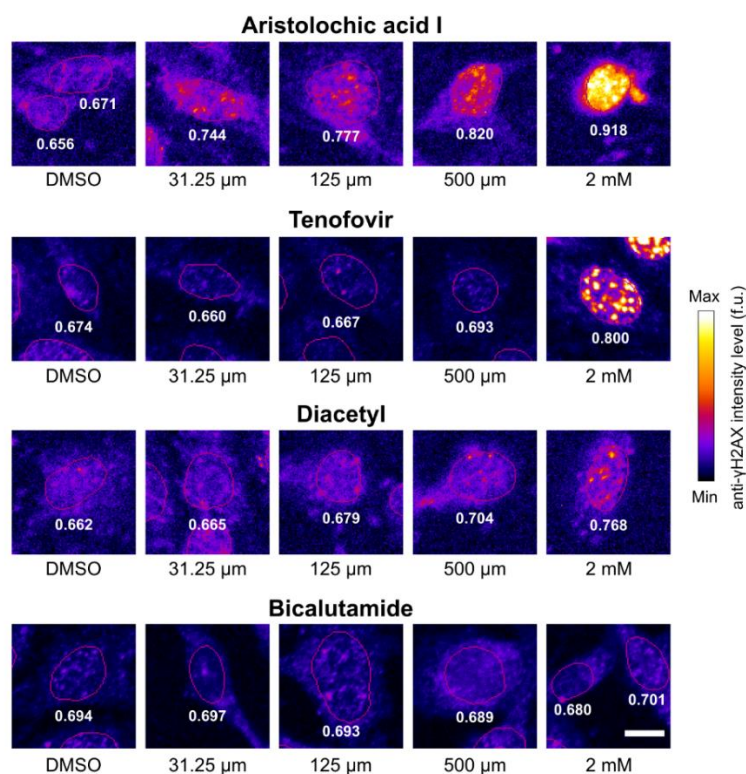 Aristolochic acid I
0.671
0.656
0.744
0.777
0.820
0.918
DMSO 31.25 µm 125 µm 500 µm 2 mM
Tenofovir
0.674
0.660
0.667
0.693
0.800
DMSO 31.25 µm 125 µm 500 µm 2 mM
Max
Min
anti-γH2AX intensity level (f.u.)
Diacetyl
0.662
0.665
0.679
0.704
0.768
DMSO 31.25 µm 125 µm 500 µm 2 mM
Bicalutamide
0.694
0.697
0.693
0.689
0.680
0.701
DMSO 31.25 µm 125 µm 500 µm 2 mM